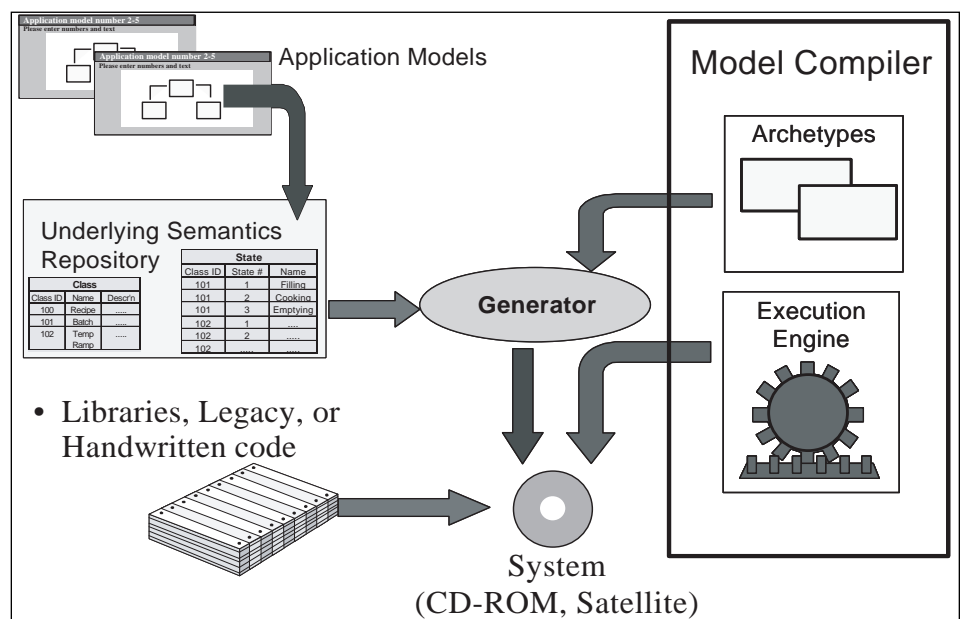 Application model number 2-5
Please enter numbers and text
Application model number 2-5
Please enter numbers and text
Application Models
Model Compiler
Archetypes
Underlying Semantics
Repository
Class
Class ID Name Descr'n
100 Recipe .....
101 Batch .....
102 Temp Ramp .....
State
Class ID State # Name
101 1 Filling
101 2 Cooking
101 3 Emptying
102 1 ....
102 2 .....
102 ..... .....
Generator
Execution
Engine
• Libraries, Legacy, or
Handwritten code
System
(CD-ROM, Satellite)